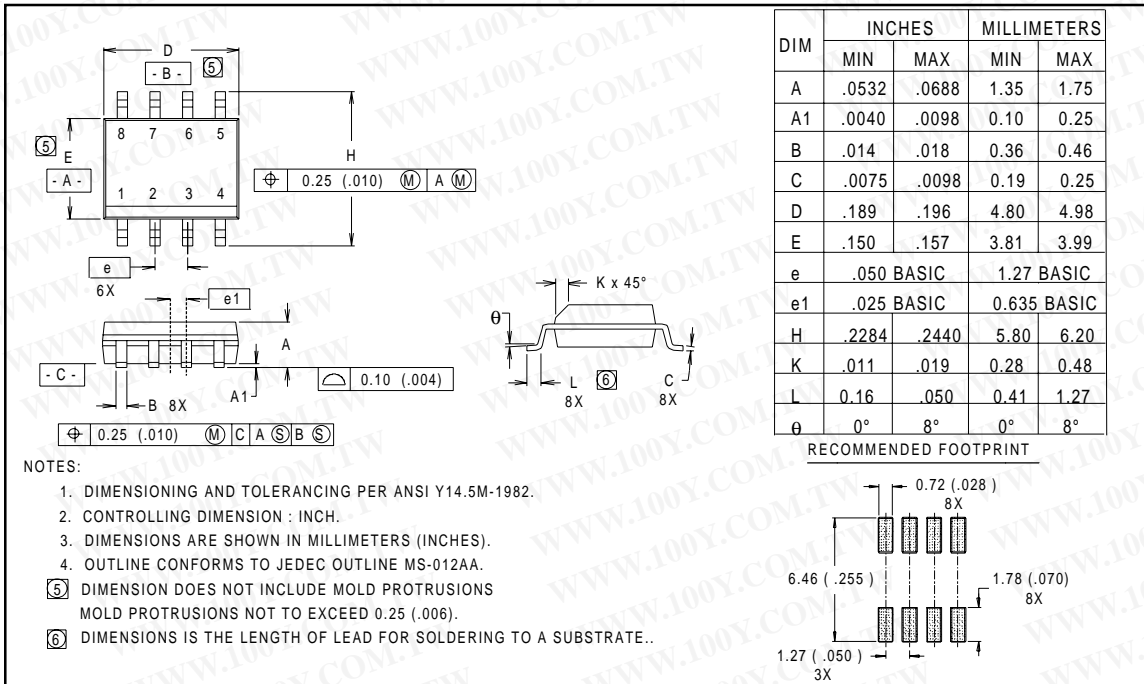 D
- B -
5
8 7 6 5
5
E
- A -
H
0.25 (.010) M A M
1 2 3 4
e
6X
e1
A
- C -
A1
B 8X
0.10 (.004)
0.25 (.010) M C A S B S
K x 45°
θ
L
8X
6
C
8X
DIM INCHES MILLIMETERS
MIN MAX MIN MAX
A .0532 .0688 1.35 1.75
A1 .0040 .0098 0.10 0.25
B .014 .018 0.36 0.46
C .0075 .0098 0.19 0.25
D .189 .196 4.80 4.98
E .150 .157 3.81 3.99
e .050 BASIC 1.27 BASIC
e1 .025 BASIC 0.635 BASIC
H .2284 .2440 5.80 6.20
K .011 .019 0.28 0.48
L 0.16 .050 0.41 1.27
θ 0° 8° 0° 8°
RECOMMENDED FOOTPRINT
0.72 (.028 )
8X
6.46 ( .255 )
1.78 (.070)
8X
1.27 ( .050 )
3X
NOTES:
1. DIMENSIONING AND TOLERANCING PER ANSI Y14.5M-1982.
2. CONTROLLING DIMENSION : INCH.
3. DIMENSIONS ARE SHOWN IN MILLIMETERS (INCHES).
4. OUTLINE CONFORMS TO JEDEC OUTLINE MS-012AA.
5 DIMENSION DOES NOT INCLUDE MOLD PROTRUSIONS
MOLD PROTRUSIONS NOT TO EXCEED 0.25 (.006).
6 DIMENSIONS IS THE LENGTH OF LEAD FOR SOLDERING TO A SUBSTRATE..
WWW.100Y.COM.TW